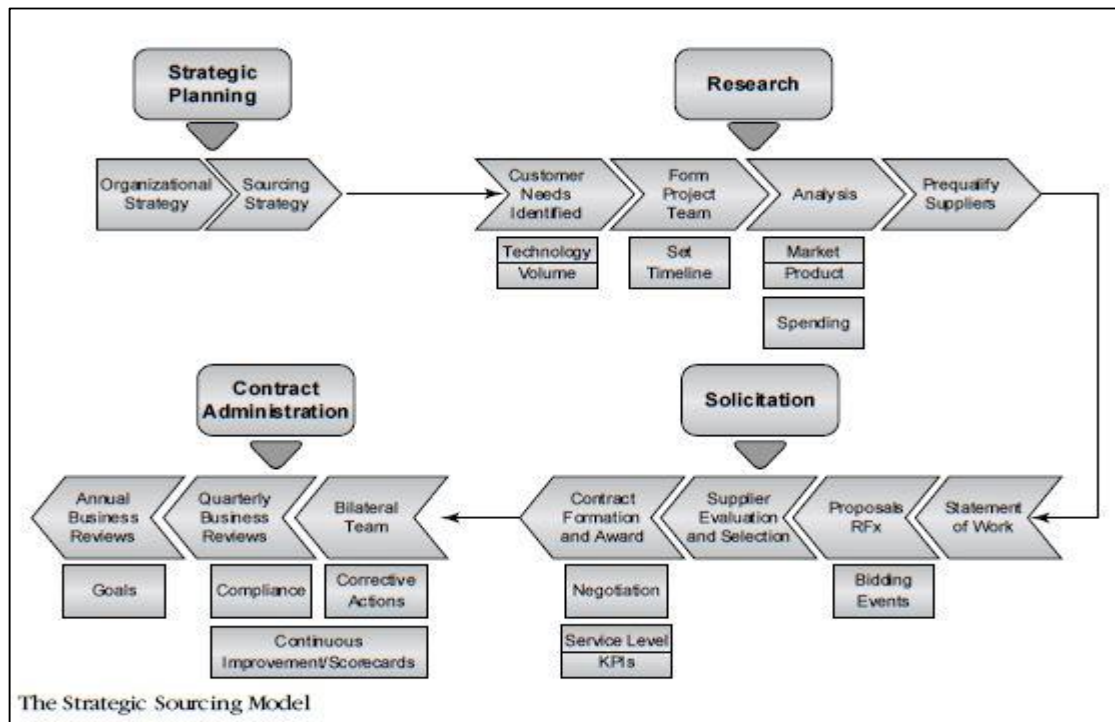 Strategic
Planning
Research
Organizational
Strategy
Sourcing
Strategy
Customer
Needs
Identified
Form
Project
Team
Analysis
Prequalify
Suppliers
Technology
Volume
Set
Timeline
Market
Product
Spending
Contract
Administration
Solicitation
Annual
Business
Reviews
Quarterly
Business
Reviews
Bilateral
Team
Contract
Formation
and Award
Supplier
Evaluation
and Selection
Proposals
RFx
Statement
of Work
Goals
Compliance
Corrective
Actions
Continuous
Improvement/Scorecards
Negotiation
Service Level
KPIs
Bidding
Events
The Strategic Sourcing Model